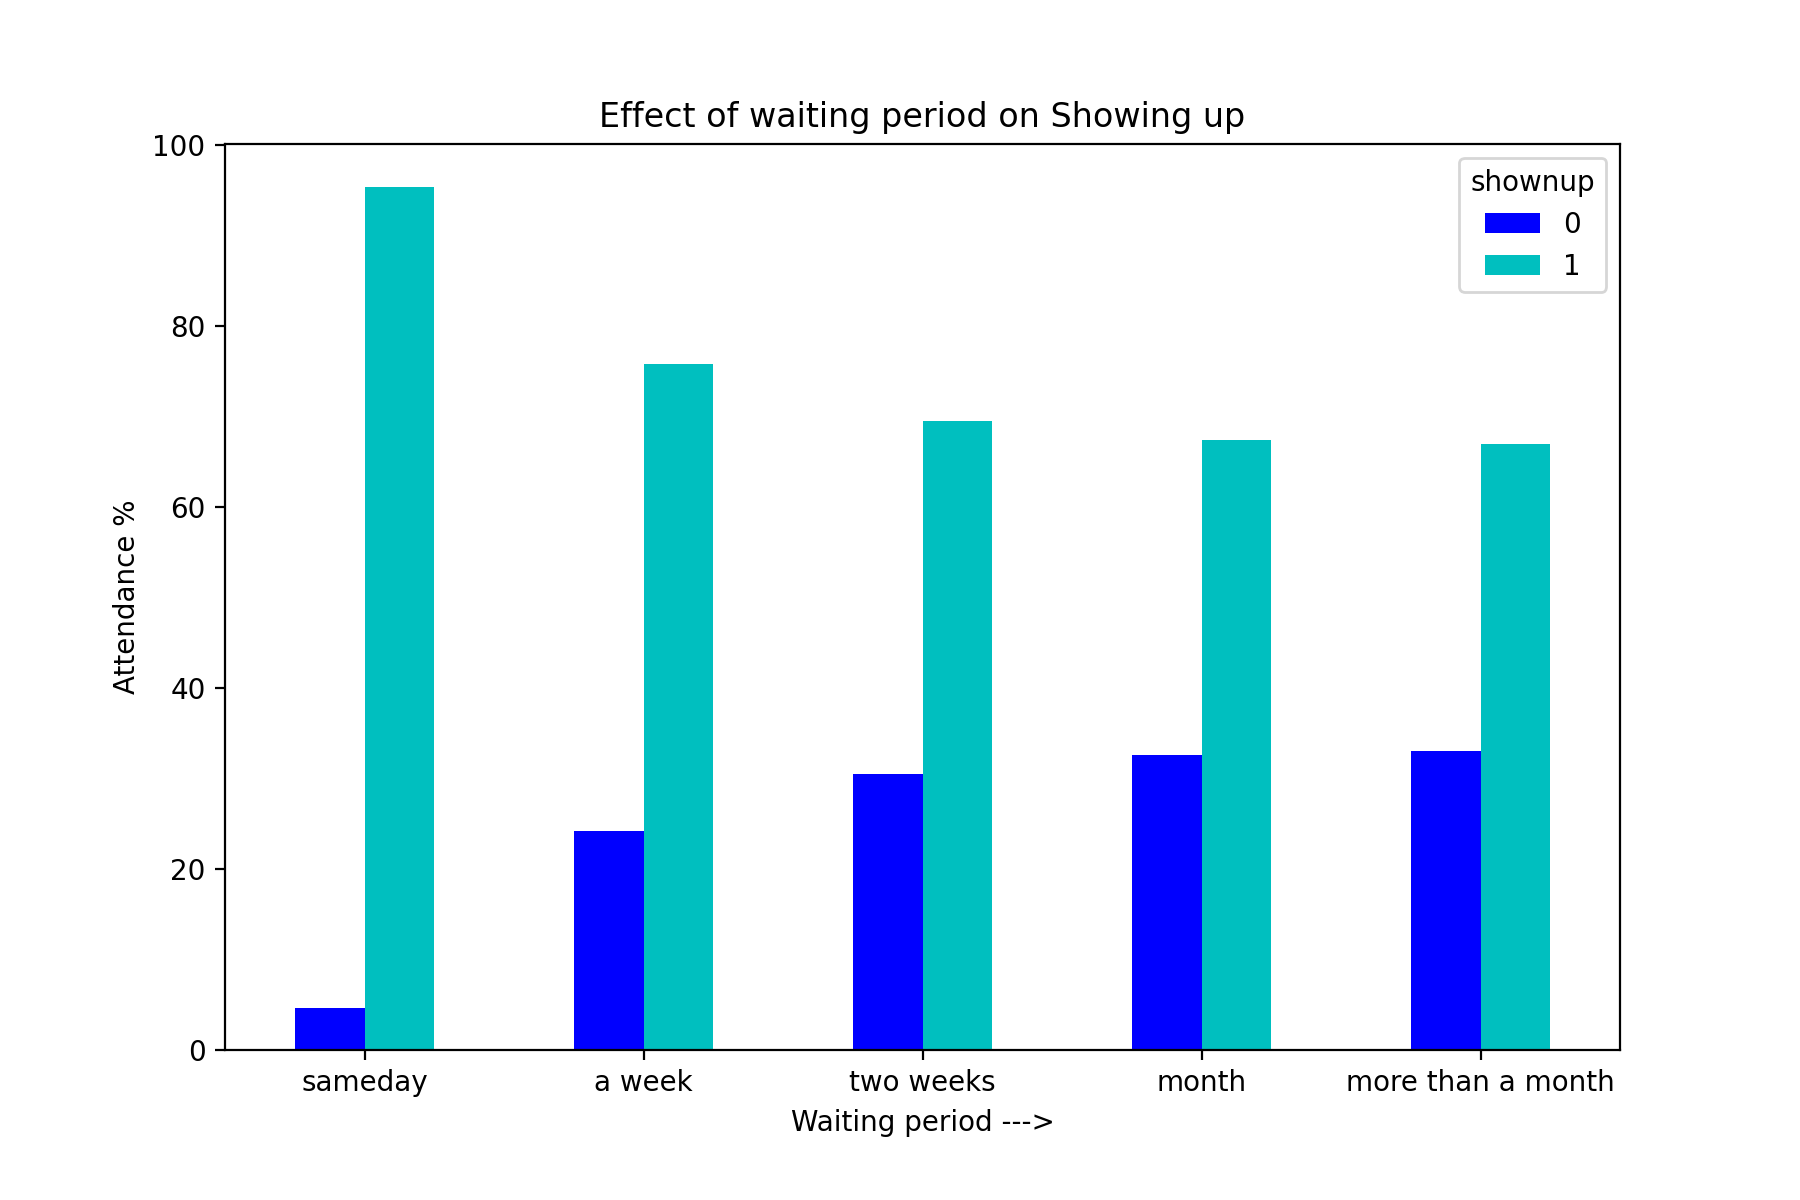 Effect of waiting period on Showing up
100
80
60
40
20
0
Attendance %
shownup
0
1
sameday
a week
two weeks
month
more than a month
Waiting period --->